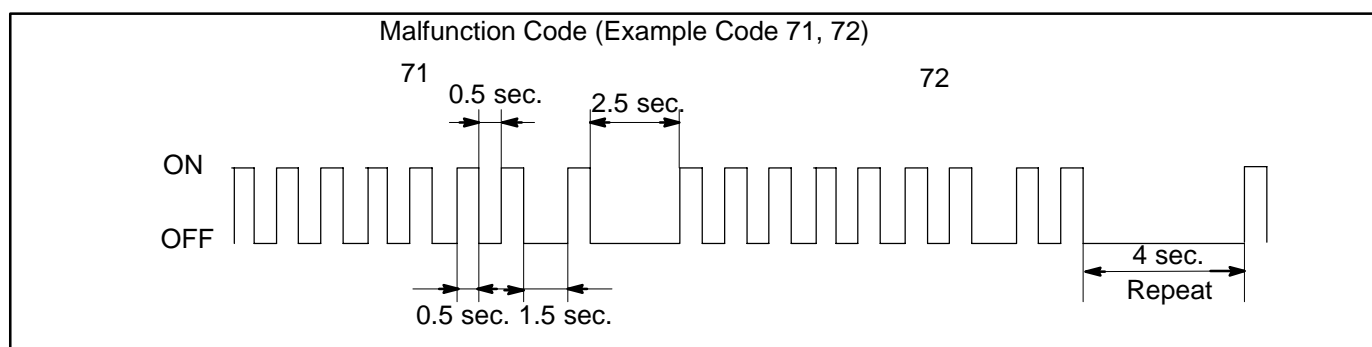 Malfunction Code (Example Code 71, 72)
71
72
0.5 sec.
2.5 sec.
ON
OFF
4 sec.
Repeat
0.5 sec.
1.5 sec.